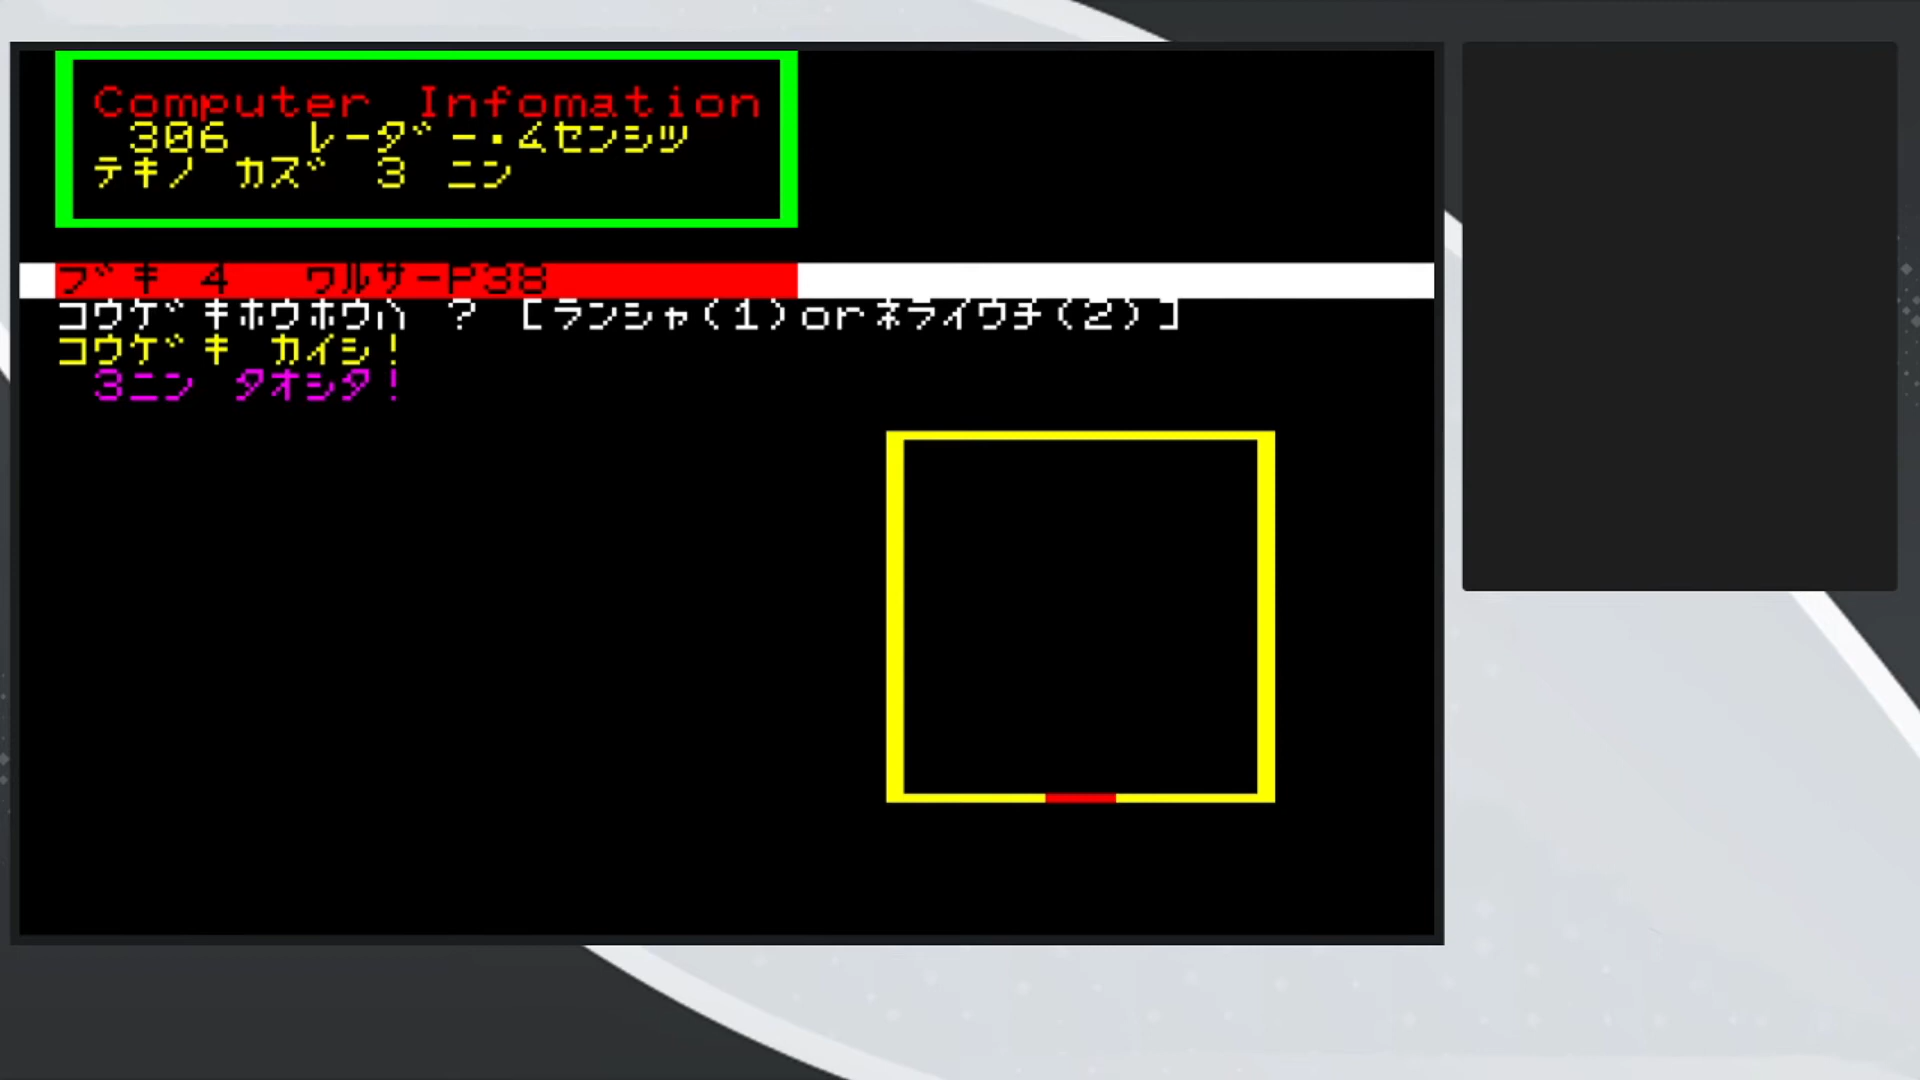 Computer Infomation
306 レーダー・ムセンシツ
テキノ カズ 3 ニン
ブキ 4 ワルサーP38
コウゲキホウホウハ ? [ランシャ(1)orネライウチ(2)]
コウゲキ カイシ!
3ニン タオシタ!